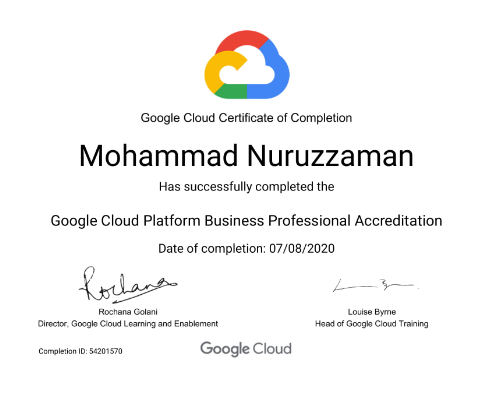 Google Cloud Certificate of Completion
Mohammad Nuruzzaman
Has successfully completed the
Google Cloud Platform Business Professional Accreditation
Date of completion: 07/08/2020
Rochana
Rochana Golani
Director, Google Cloud Learning and Enablement
Louise Byrne
Head of Google Cloud Training
Completion ID: 54201570
Google Cloud